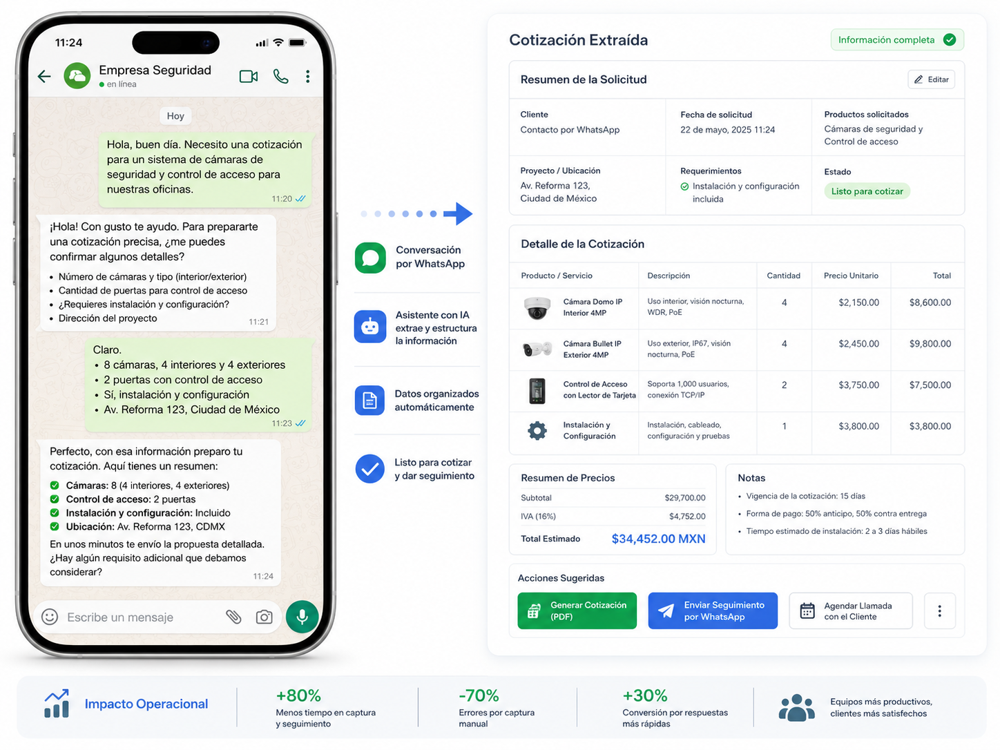 11:24
Empresa Seguridad
en línea
Hoy
Hola, buen día. Necesito una cotización
para un sistema de cámaras de
seguridad y control de acceso para
nuestras oficinas.
11:20
¡Hola! Con gusto te ayudo. Para prepararte
una cotización precisa, ¿me puedes
confirmar algunos detalles?
• Número de cámaras y tipo (interior/exterior)
• Cantidad de puertas para control de acceso
• ¿Requieres instalación y configuración?
• Dirección del proyecto
11:21
Claro.
• 8 cámaras, 4 interiores y 4 exteriores
• 2 puertas con control de acceso
• Sí, instalación y configuración
• Av. Reforma 123, Ciudad de México
11:23
Perfecto, con esa información preparo tu
cotización. Aquí tienes un resumen:
Cámaras: 8 (4 interiores, 4 exteriores)
Control de acceso: 2 puertas
Instalación y configuración: Incluido
Ubicación: Av. Reforma 123, CDMX
En unos minutos te envío la propuesta detallada.
¿Hay algún requisito adicional que debamos
considerar?
11:24
Escribe un mensaje
Conversación
por WhatsApp
Asistente con IA
extrae y estructura
la información
Datos organizados
automáticamente
Listo para cotizar
y dar seguimiento
Cotización Extraída
Información completa
Resumen de la Solicitud
Editar
Cliente
Contacto por WhatsApp
Fecha de solicitud
22 de mayo, 2025 11:24
Productos solicitados
Cámaras de seguridad y
Control de acceso
Proyecto / Ubicación
Av. Reforma 123,
Ciudad de México
Requerimientos
Instalación y configuración
incluida
Estado
Listo para cotizar
Detalle de la Cotización
Producto / Servicio Descripción Cantidad Precio Unitario Total
Cámara Domo IP
Interior 4MP
Uso interior, visión nocturna,
WDR, PoE
4 $2,150.00 $8,600.00
Cámara Bullet IP
Exterior 4MP
Uso exterior, IP67, visión
nocturna, PoE
4 $2,450.00 $9,800.00
Control de Acceso
con Lector de Tarjeta
Soporta 1,000 usuarios,
conexión TCP/IP
2 $3,750.00 $7,500.00
Instalación y
Configuración
Instalación, cableado,
configuración y pruebas
1 $3,800.00 $3,800.00
Resumen de Precios
Subtotal $29,700.00
IVA (16%) $4,752.00
Total Estimado $34,452.00 MXN
Notas
• Vigencia de la cotización: 15 días
• Forma de pago: 50% anticipo, 50% contra entrega
• Tiempo estimado de instalación: 2 a 3 días hábiles
Acciones Sugeridas
Generar Cotización
(PDF)
Enviar Seguimiento
por WhatsApp
Agendar Llamada
con el Cliente
Impacto Operacional
+80%
Menos tiempo en captura
y seguimiento
-70%
Errores por captura
manual
+30%
Conversión por respuestas
más rápidas
Equipos más productivos,
clientes más satisfechos